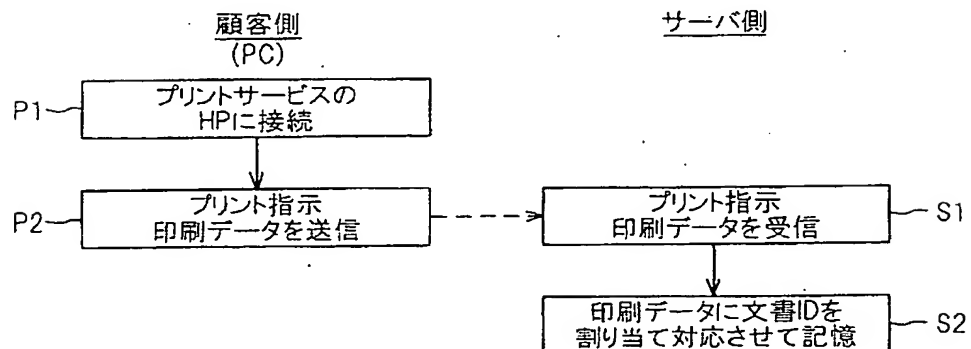 顧客側
(PC)
サーバ側
P1
プリントサービスの
HPに接続
P2
プリント指示
印刷データを送信
プリント指示
印刷データを受信
S1
印刷データに文書IDを
割り当て対応させて記憶
S2